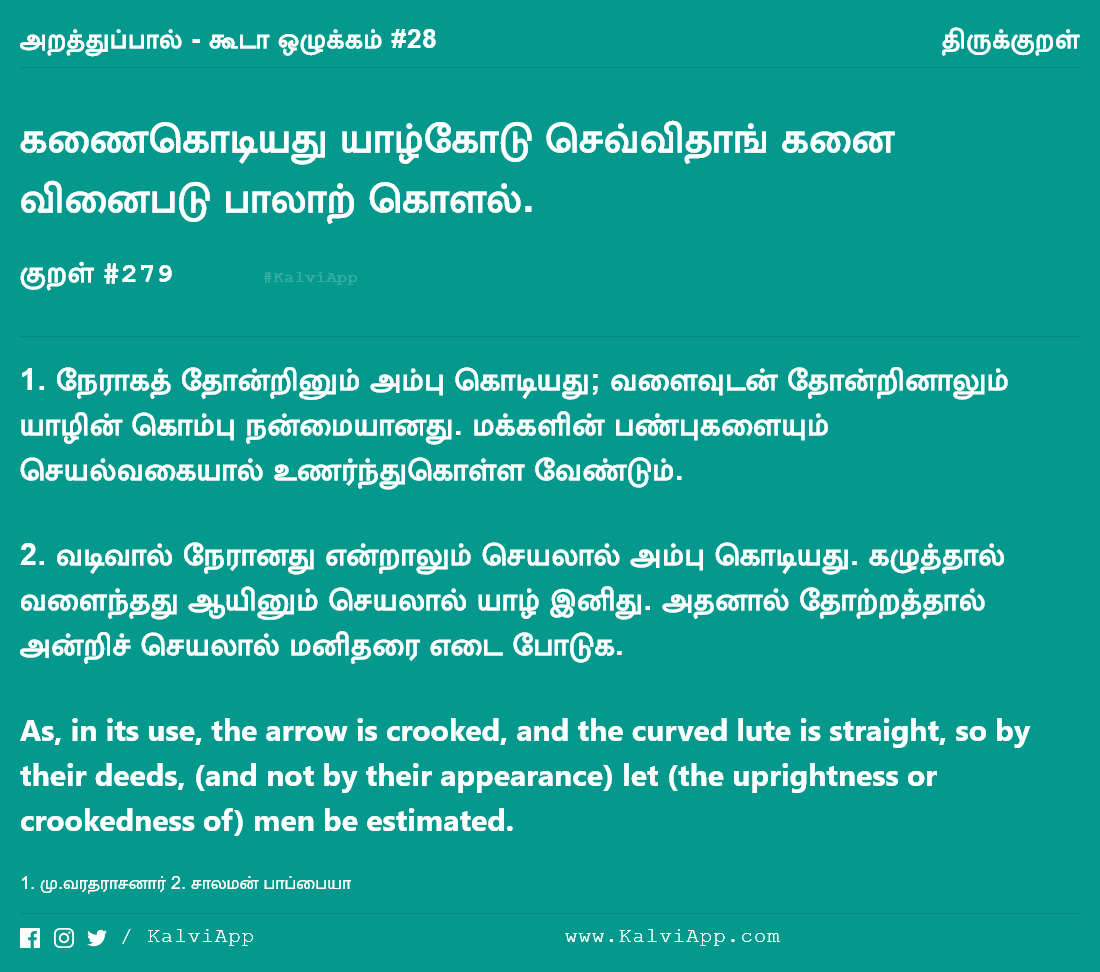 அறத்துப்பால் - கூடா ஒழுக்கம் #28 திருக்குறள்
கணைகொடியது யாழ்கோடு செவ்விதாங் கனை
வினைபடு பாலாற் கொளல்.
குறள் #279 #KalviApp
1. நேராகத் தோன்றினும் அம்பு கொடியது; வளைவுடன் தோன்றினாலும்
யாழின் கொம்பு நன்மையானது. மக்களின் பண்புகளையும்
செயல்வகையால் உணர்ந்துகொள்ள வேண்டும்.
2. வடிவால் நேரானது என்றாலும் செயலால் அம்பு கொடியது. கழுத்தால்
வளைந்தது ஆயினும் செயலால் யாழ் இனிது. அதனால் தோற்றத்தால்
அன்றிச் செயலால் மனிதரை எடை போடுக.
As, in its use, the arrow is crooked, and the curved lute is straight, so by
their deeds, (and not by their appearance) let (the uprightness or
crookedness of) men be estimated.
1. மு.வரதராசனார் 2. சாலமன் பாப்பையா
/ KalviApp www.KalviApp.com